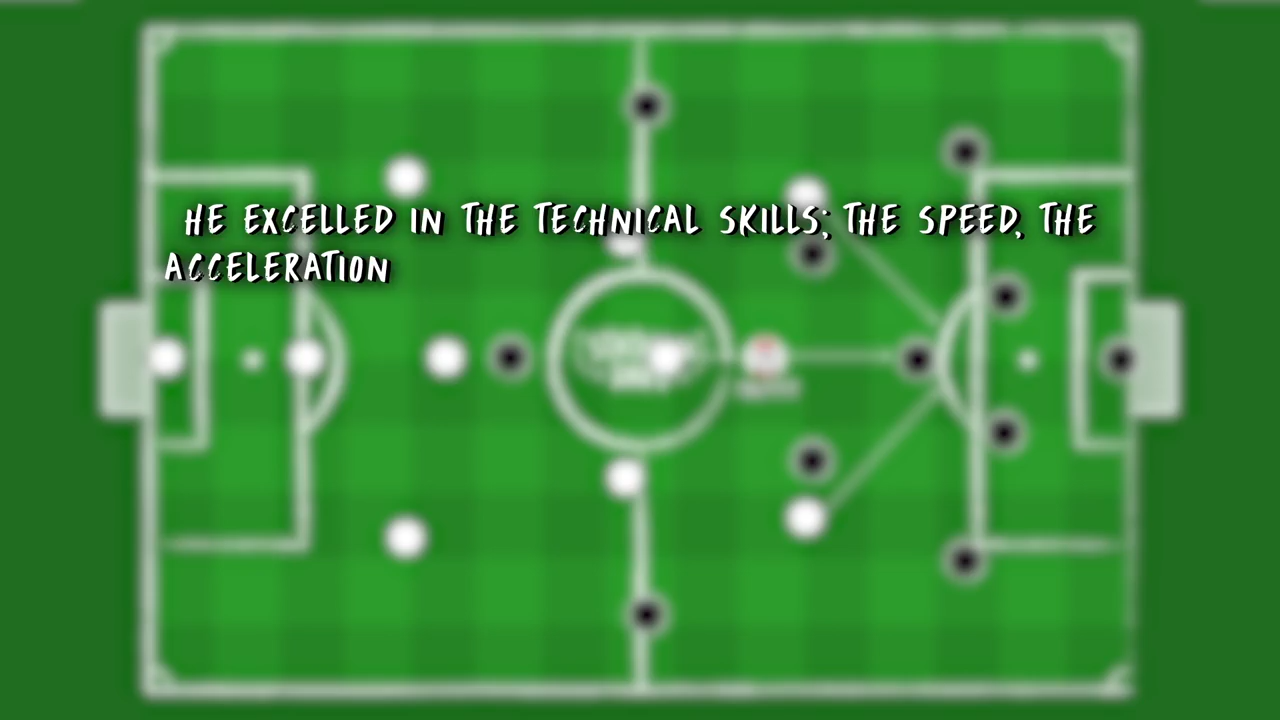 HE EXCELLED IN THE TECHNICAL SKILLS; THE SPEED, THE
ACCELERATION